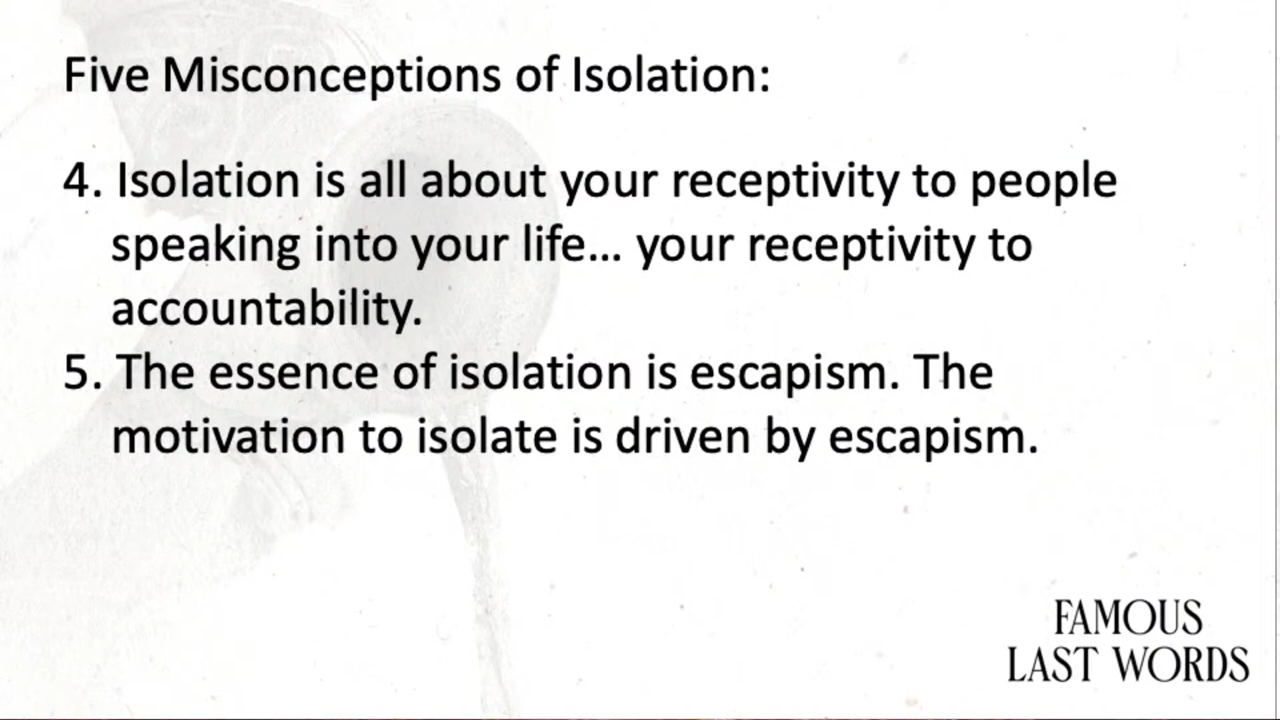 Five Misconceptions of Isolation:
4. Isolation is all about your receptivity to people
speaking into your life... your receptivity to
accountability.
5. The essence of isolation is escapism. The
motivation to isolate is driven by escapism.
FAMOUS
LAST WORDS